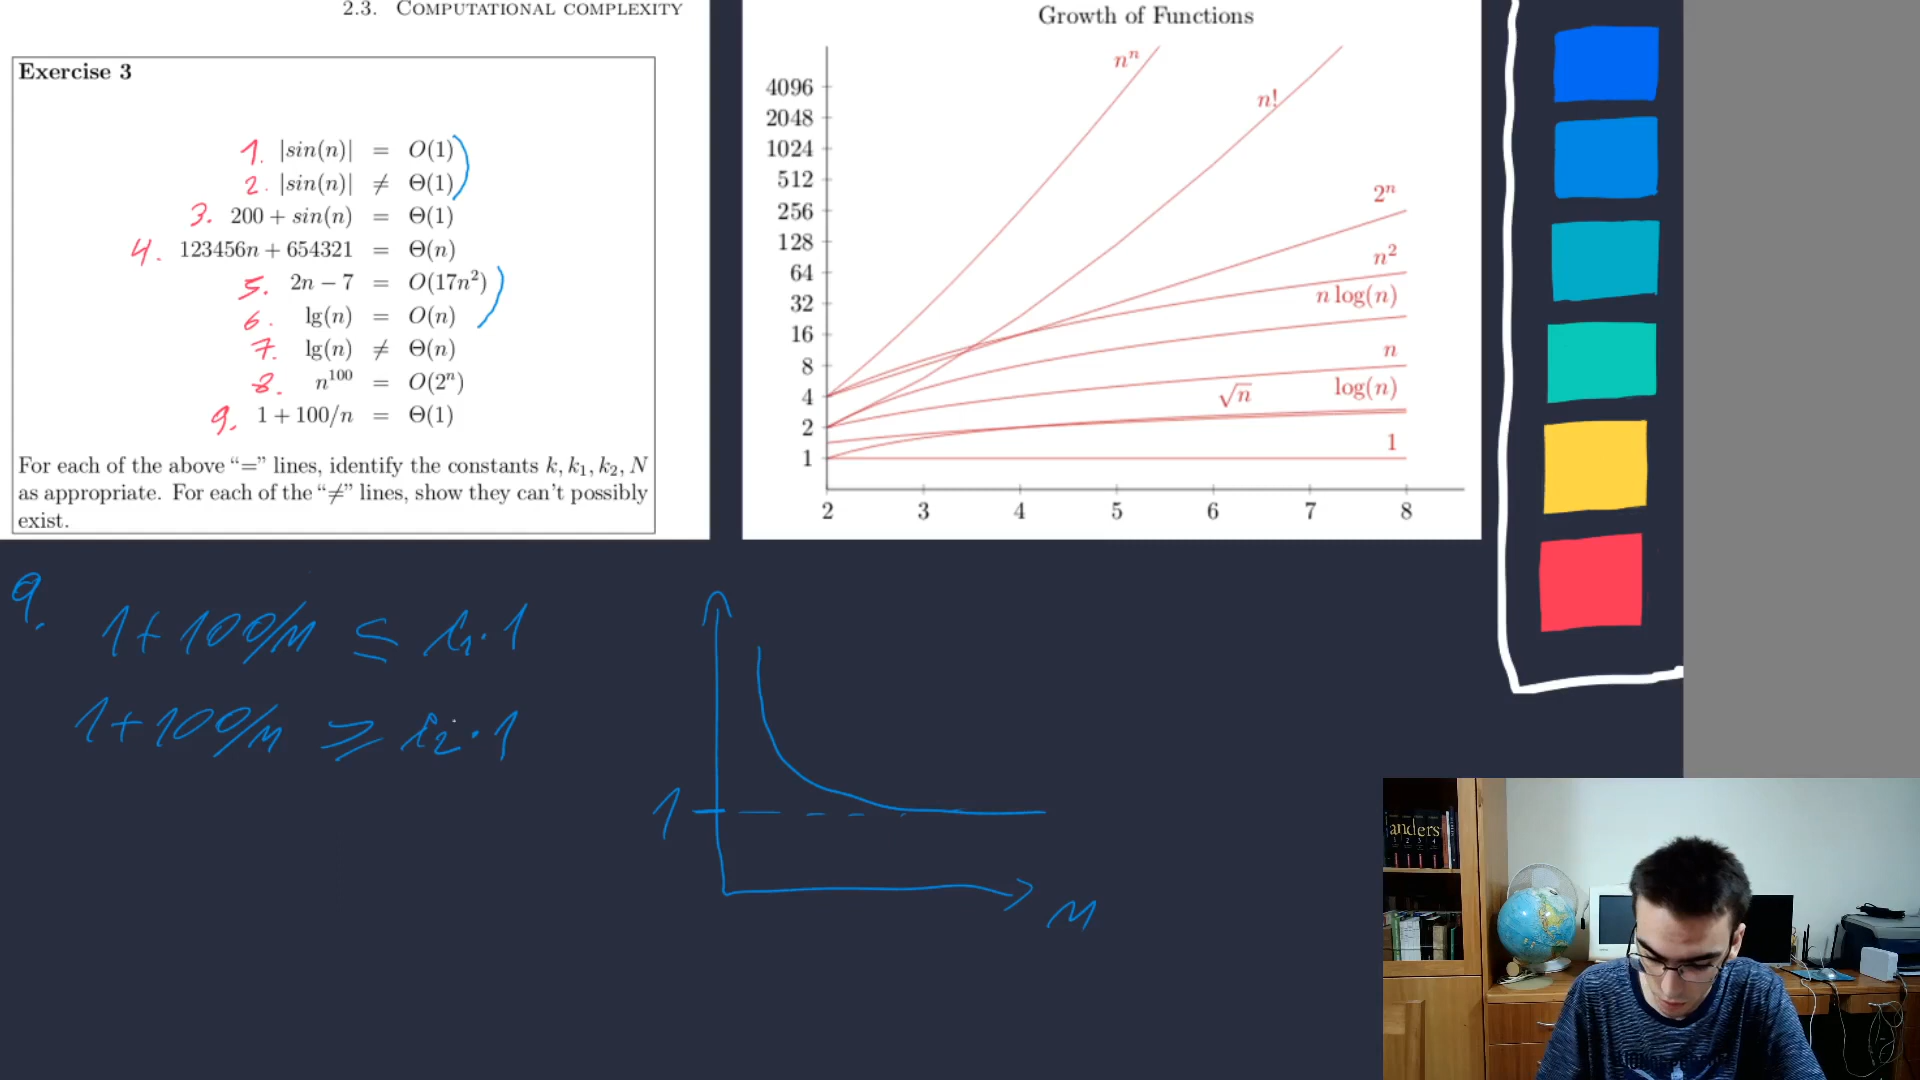 2.3. COMPUTATIONAL COMPLEXITY
Exercise 3
1. |sin(n)| = O(1)
2. |sin(n)| ≠ Θ(1)
3. 200 + sin(n) = Θ(1)
4. 123456n + 654321 = Θ(n)
5. 2n − 7 = O(17n²)
6. lg(n) = O(n)
7. lg(n) ≠ Θ(n)
8. n¹⁰⁰ = O(2ⁿ)
9. 1 + 100/n = Θ(1)
For each of the above “=” lines, identify the constants k, k₁, k₂, N
as appropriate. For each of the “≠” lines, show they can’t possibly
exist.
Growth of Functions
nⁿ
n!
2ⁿ
n²
n log(n)
n
√n
log(n)
1
4096
2048
1024
512
256
128
64
32
16
8
4
2
1
2 3 4 5 6 7 8
9.
1+100/n ≤ k₁·1
1+100/n ≥ k₂·1
1
n
anders
1 2 3 4